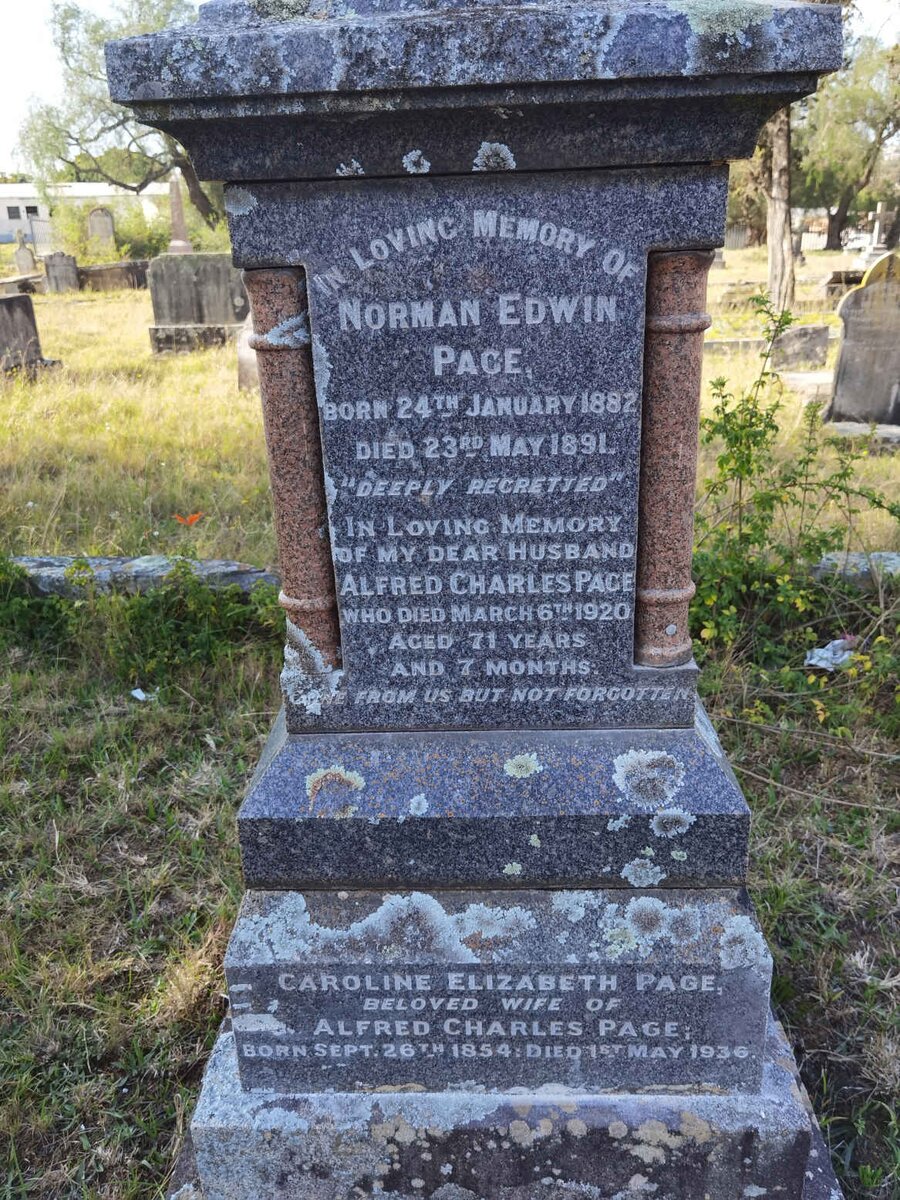 IN LOVING MEMORY OF
NORMAN EDWIN
PAGE,
BORN 24TH JANUARY 1882
DIED 23RD MAY 1891.
"DEEPLY REGRETTED"
IN LOVING MEMORY
OF MY DEAR HUSBAND
ALFRED CHARLES PAGE
WHO DIED MARCH 6TH 1920
AGED 71 YEARS
AND 7 MONTHS.
FROM US BUT NOT FORGOTTEN
CAROLINE ELIZABETH PAGE,
BELOVED WIFE OF
ALFRED CHARLES PAGE;
BORN SEPT. 26TH 1854. DIED 1ST MAY 1936.